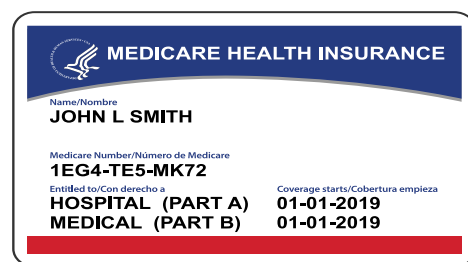 MEDICARE HEALTH INSURANCE
Name/Nombre
JOHN L SMITH
Medicare Number/Número de Medicare
1EG4-TE5-MK72
Entitled to/Con derecho a Coverage starts/Cobertura empieza
HOSPITAL (PART A) 01-01-2019
MEDICAL (PART B) 01-01-2019